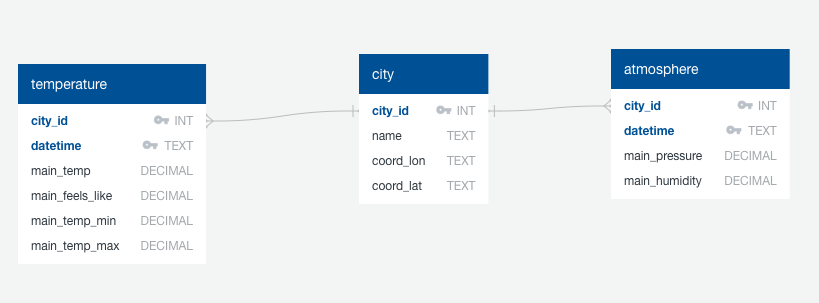 temperature
city_id INT
datetime TEXT
main_temp DECIMAL
main_feels_like DECIMAL
main_temp_min DECIMAL
main_temp_max DECIMAL
city
city_id INT
name TEXT
coord_lon TEXT
coord_lat TEXT
atmosphere
city_id INT
datetime TEXT
main_pressure DECIMAL
main_humidity DECIMAL